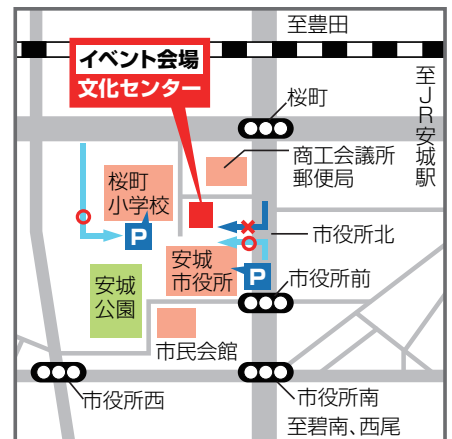 至豊田
イベント会場
文化センター
至JR安城駅
桜町
商工会議所
郵便局
桜町
小学校
P
市役所北
安城
市役所
P
市役所前
安城
公園
市民会館
市役所西
市役所南
至碧南、西尾